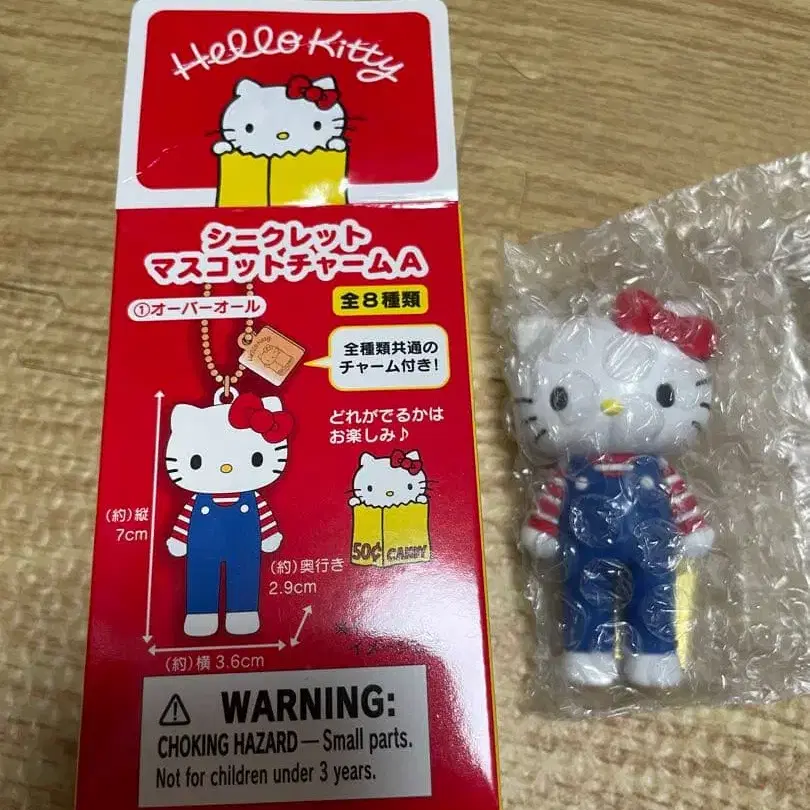 Hello Kitty
シークレット
マスコットチャームA
①オーバーオール
全8種類
全種類共通の
チャーム付き!
どれがでるかは
お楽しみ♪
(約)縦
7cm
50¢ CANDY
(約)奥行き
2.9cm
(約)横3.6cm
WARNING:
CHOKING HAZARD — Small parts.
Not for children under 3 years.